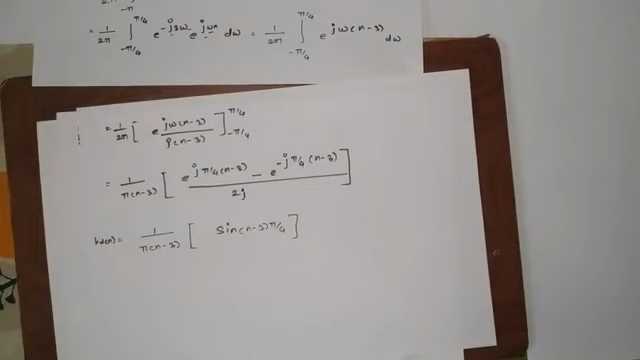 = 1/2π ∫_{-π/4}^{π/4} e^{-j3ω} e^{jωn} dω = 1/2π ∫_{-π/4}^{π/4} e^{jω(n-3)} dω
= 1/2π [ e^{jω(n-3)} / j(n-3) ]_{-π/4}^{π/4}
= 1/π(n-3) [ e^{jπ/4(n-3)} - e^{-jπ/4(n-3)} / 2j ]
hd(n) = 1/π(n-3) [ sin(n-3)π/4 ]